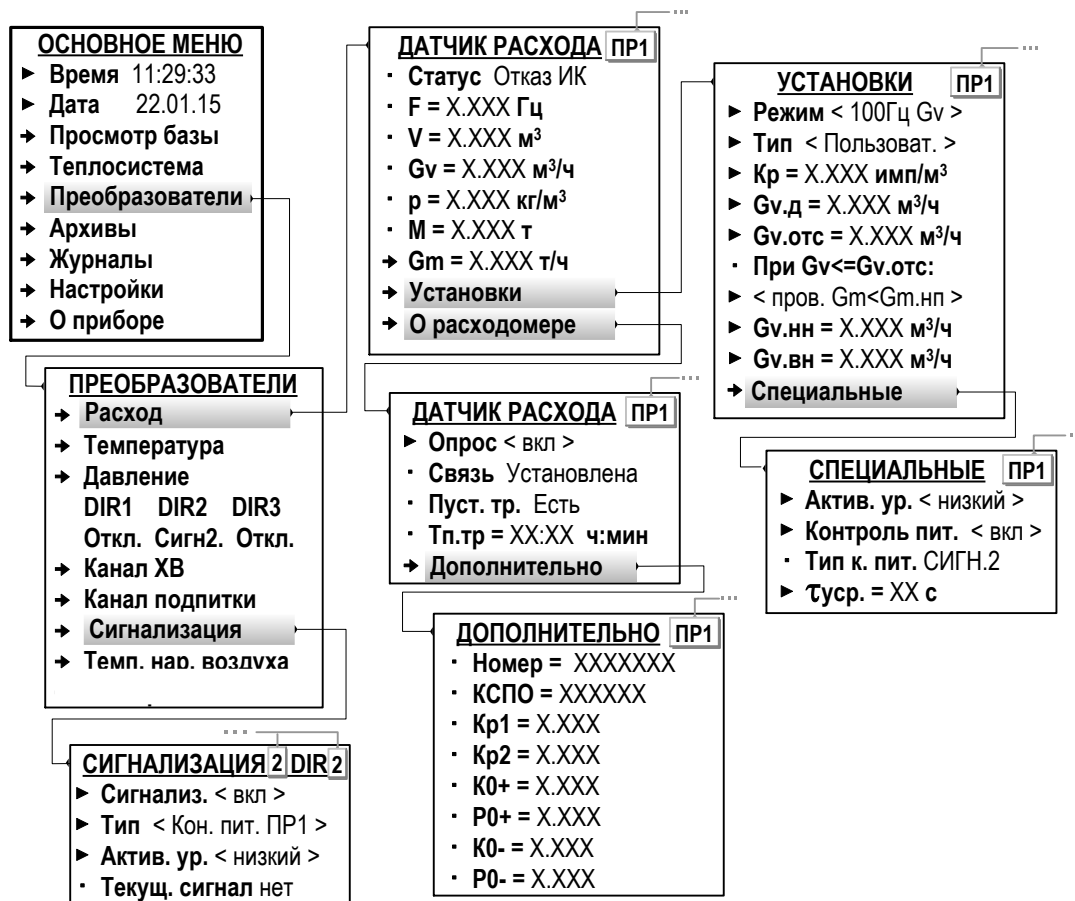 ОСНОВНОЕ МЕНЮ
► Время 11:29:33
► Дата 22.01.15
➔ Просмотр базы
➔ Теплосистема
➔ Преобразователи
➔ Архивы
➔ Журналы
➔ Настройки
➔ О приборе
ДАТЧИК РАСХОДА ПР1
· Статус Отказ ИК
· F = X.XXX Гц
· V = X.XXX м³
· Gv = X.XXX м³/ч
· p = X.XXX кг/м³
· M = X.XXX т
➔ Gm = X.XXX т/ч
➔ Установки
➔ О расходомере
УСТАНОВКИ ПР1
► Режим < 100Гц Gv >
► Тип < Пользоват. >
► Кр = X.XXX имп/м³
► Gv.д = X.XXX м³/ч
► Gv.отс = X.XXX м³/ч
· При Gv<=Gv.отс:
► < пров. Gm<Gm.нп >
► Gv.нн = X.XXX м³/ч
► Gv.вн = X.XXX м³/ч
➔ Специальные
ПРЕОБРАЗОВАТЕЛИ
➔ Расход
➔ Температура
➔ Давление
DIR1 DIR2 DIR3
Откл. Сигн2. Откл.
➔ Канал ХВ
➔ Канал подпитки
➔ Сигнализация
➔ Темп. нар. воздуха
ДАТЧИК РАСХОДА ПР1
► Опрос < вкл >
· Связь Установлена
· Пуст. тр. Есть
· Тп.тр = XX:XX ч:мин
➔ Дополнительно
СПЕЦИАЛЬНЫЕ ПР1
► Актив. ур. < низкий >
► Контроль пит. < вкл >
· Тип к. пит. СИГН.2
► τуср. = XX с
ДОПОЛНИТЕЛЬНО ПР1
· Номер = XXXXXXX
· КСПО = XXXXXX
· Кр1 = X.XXX
· Кр2 = X.XXX
· К0+ = X.XXX
· Р0+ = X.XXX
· К0- = X.XXX
· Р0- = X.XXX
СИГНАЛИЗАЦИЯ 2 DIR 2
► Сигнализ. < вкл >
► Тип < Кон. пит. ПР1 >
► Актив. ур. < низкий >
· Текущ. сигнал нет